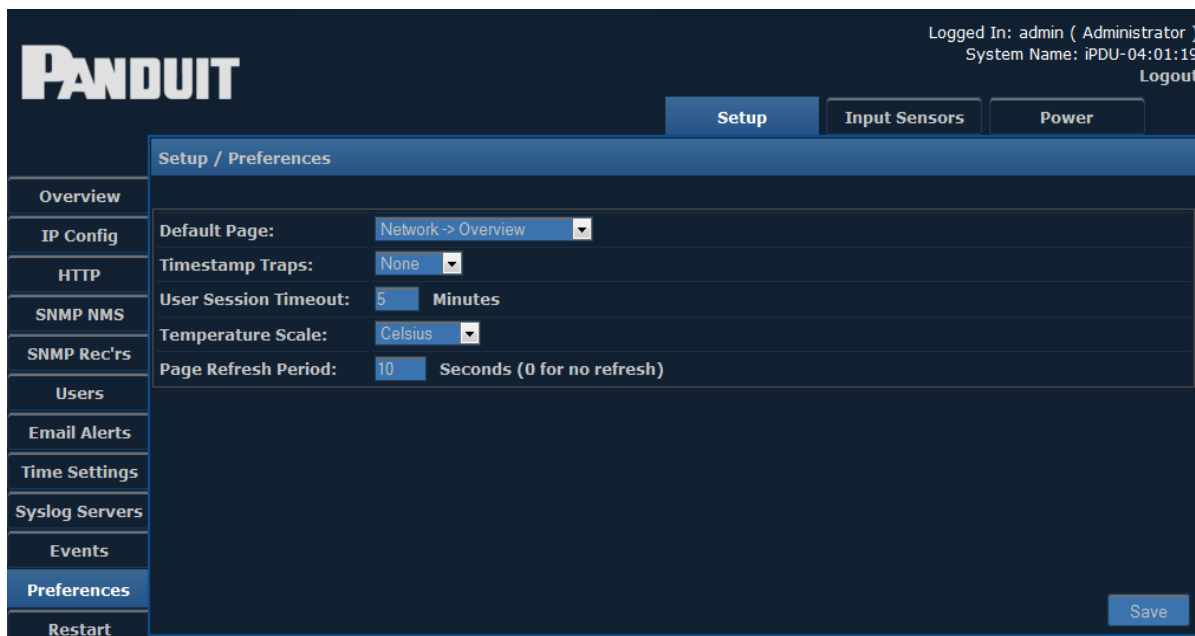 PANDUIT
Logged In: admin ( Administrator )
System Name: iPDU-04:01:19
Logout
Setup
Input Sensors
Power
Setup / Preferences
Overview
IP Config
HTTP
SNMP NMS
SNMP Rec'rs
Users
Email Alerts
Time Settings
Syslog Servers
Events
Preferences
Restart
Default Page: Network -> Overview
Timestamp Traps: None
User Session Timeout: 5 Minutes
Temperature Scale: Celsius
Page Refresh Period: 10 Seconds (0 for no refresh)
Save